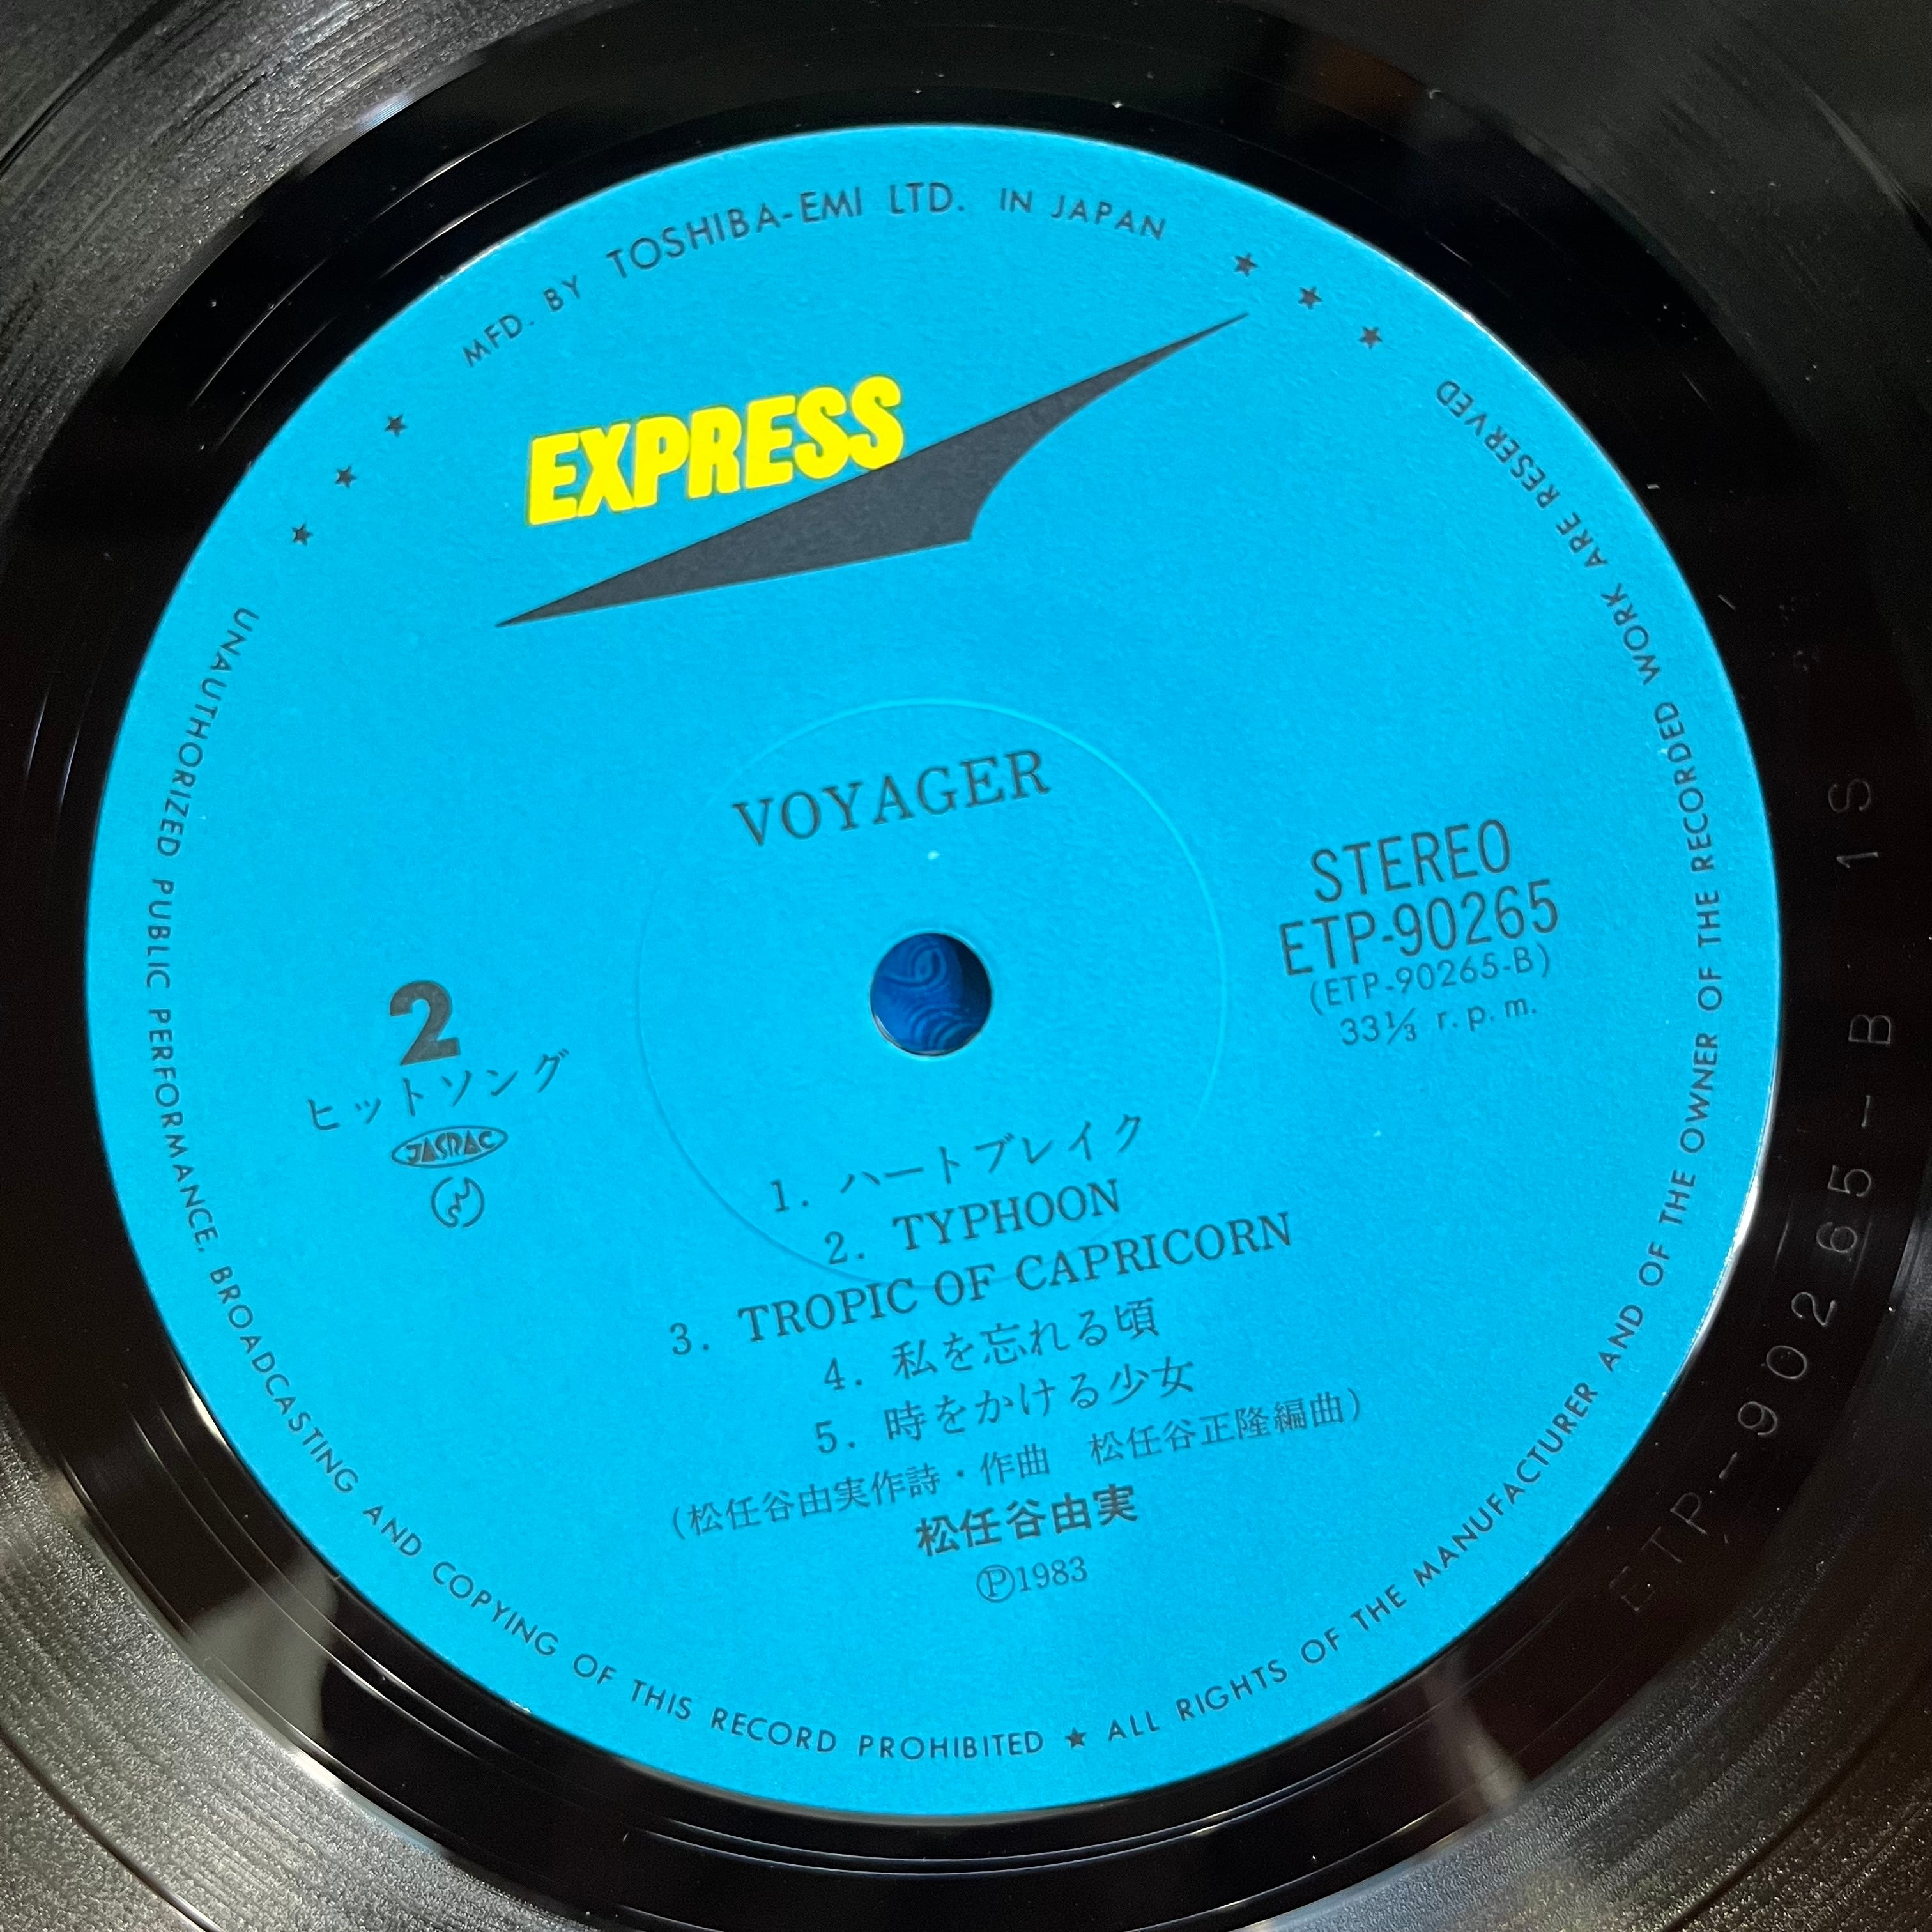 MFD. BY TOSHIBA-EMI LTD. IN JAPAN
EXPRESS
VOYAGER
STEREO
ETP-90265
(ETP-90265-B)
33⅓ r.p.m.
2
ヒットソング
JASRAC
1. ハートブレイク
2. TYPHOON
3. TROPIC OF CAPRICORN
4. 私を忘れる頃
5. 時をかける少女
(松任谷由実作詩・作曲 松任谷正隆編曲)
松任谷由実
Ⓟ1983
UNAUTHORIZED PUBLIC PERFORMANCE, BROADCASTING AND COPYING OF THIS RECORD PROHIBITED ★ ALL RIGHTS OF THE MANUFACTURER AND OF THE OWNER OF THE RECORDED WORK ARE RESERVED
ETP-90265-B 1S